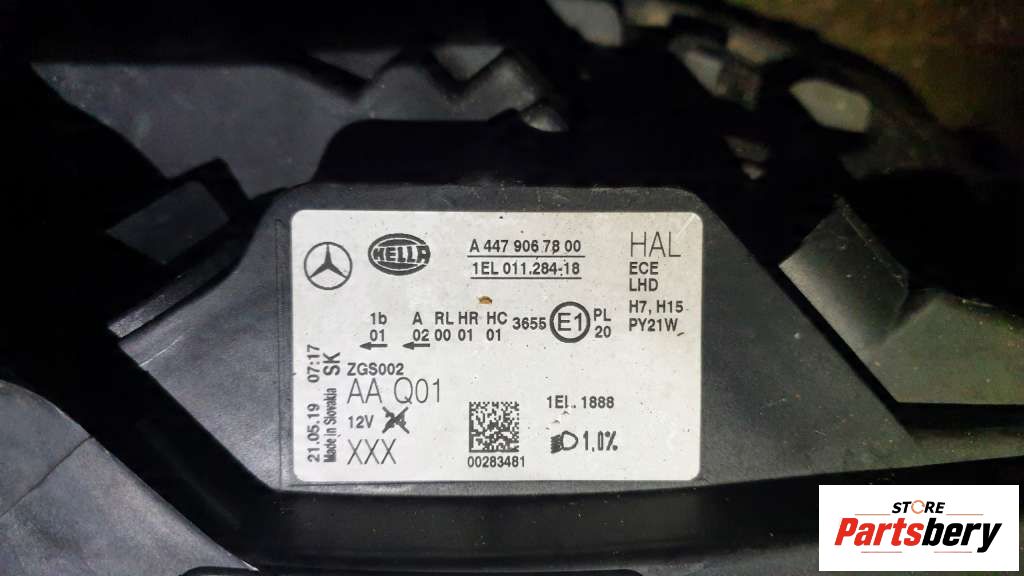 HELLA
A 447 906 78 00
1EL 011.284-18
HAL
ECE
LHD
H7, H15
PY21W
1b A RL HR HC
01 02 00 01 01
3655 E1 PL
20
ZGS002
AA Q01
12V
XXX
21.05.19 07:17
Made in Slovakia SK
00283481
1EL. 1888
1,0%
STORE
Partsbery